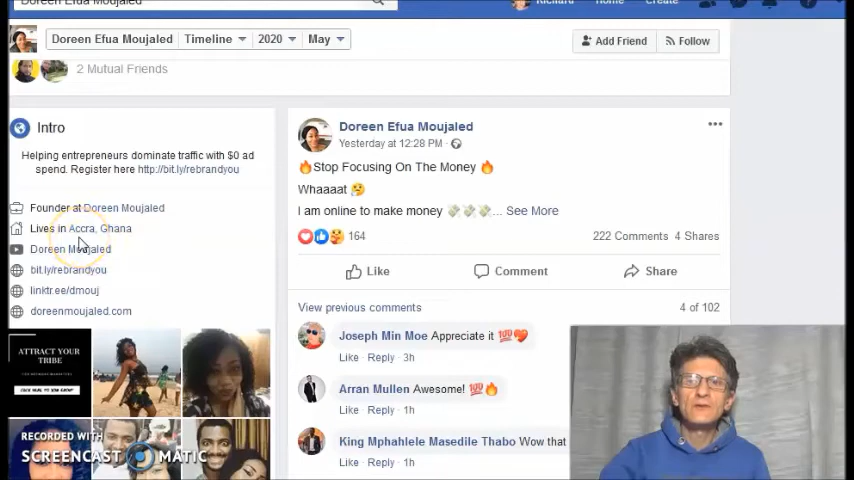 Doreen Efua Moujaled
Richard Home Create
Doreen Efua Moujaled Timeline 2020 May
Add Friend Follow
2 Mutual Friends
Intro
Helping entrepreneurs dominate traffic with $0 ad
spend. Register here http://bit.ly/rebrandyou
Founder at Doreen Moujaled
Lives in Accra, Ghana
Doreen Moujaled
bit.ly/rebrandyou
linktr.ee/dmouj
doreenmoujaled.com
ATTRACT YOUR
TRIBE
Doreen Efua Moujaled
Yesterday at 12:28 PM ·
🔥Stop Focusing On The Money 🔥
Whaaaat 🤔
I am online to make money 💸💸💸... See More
164
222 Comments 4 Shares
Like Comment Share
View previous comments
4 of 102
Joseph Min Moe Appreciate it 💯❤️
Like · Reply · 3h
Arran Mullen Awesome! 💯🔥
Like · Reply · 1h
King Mphahlele Masedile Thabo Wow that
Like · Reply · 1h
RECORDED WITH
SCREENCAST MATIC